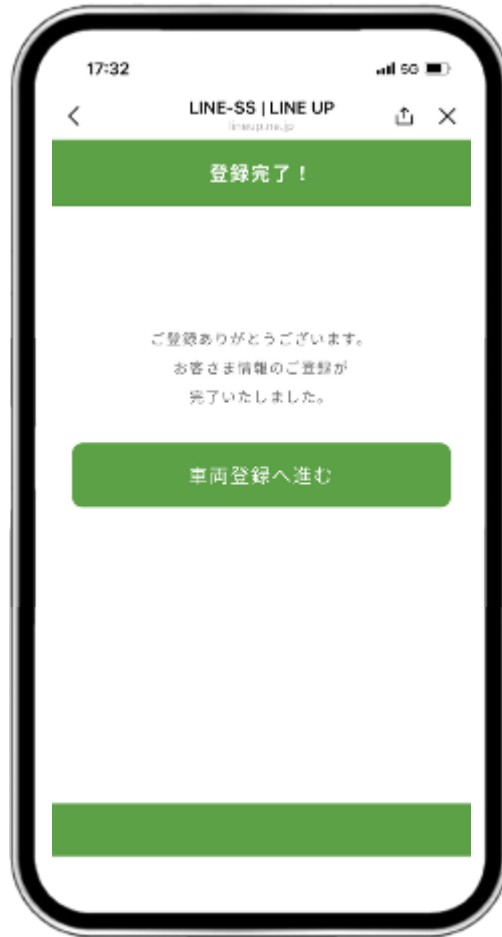 17:32
5G
LINE-SS | LINE UP
登録完了！
ご登録ありがとうございます。
お客さま情報のご登録が
完了いたしました。
車両登録へ進む